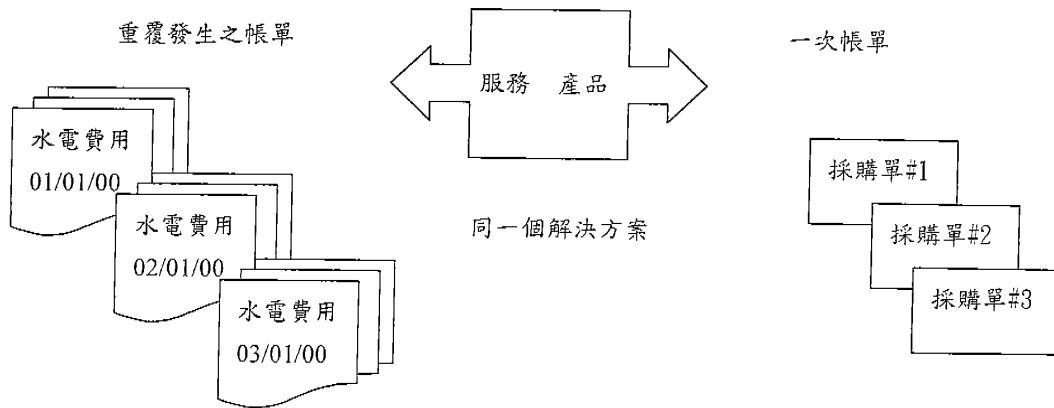 重覆發生之帳單
水電費用
01/01/00
水電費用
02/01/00
水電費用
03/01/00
服務 產品
同一個解決方案
一次帳單
採購單#1
採購單#2
採購單#3